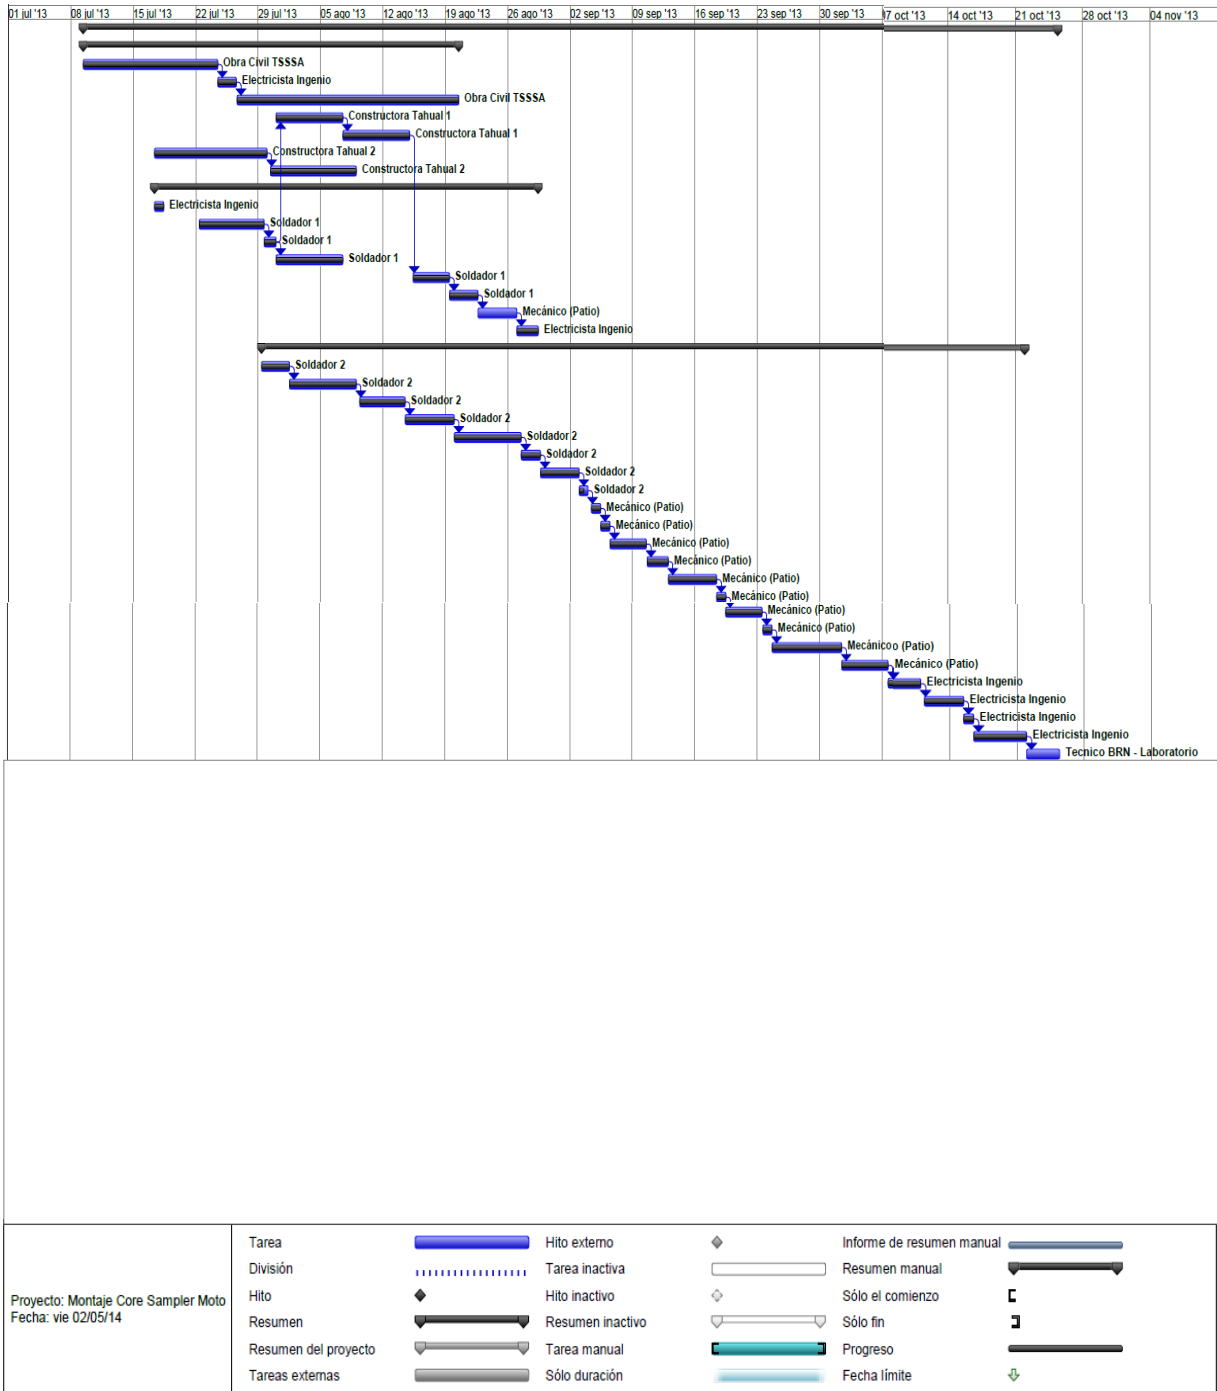 01 jul '13 08 jul '13 15 jul '13 22 jul '13 29 jul '13 05 ago '13 12 ago '13 19 ago '13 26 ago '13 02 sep '13 09 sep '13 16 sep '13 23 sep '13 30 sep '13 07 oct '13 14 oct '13 21 oct '13 28 oct '13 04 nov '13
Obra Civil TSSSA
Electricista Ingenio
Obra Civil TSSSA
Constructora Tahual 1
Constructora Tahual 1
Constructora Tahual 2
Constructora Tahual 2
Electricista Ingenio
Soldador 1
Soldador 1
Soldador 1
Soldador 1
Soldador 1
Mecánico (Patio)
Electricista Ingenio
Soldador 2
Soldador 2
Soldador 2
Soldador 2
Soldador 2
Soldador 2
Soldador 2
Soldador 2
Mecánico (Patio)
Mecánico (Patio)
Mecánico (Patio)
Mecánico (Patio)
Mecánico (Patio)
Mecánico (Patio)
Mecánico (Patio)
Mecánico (Patio)
Mecánicoo (Patio)
Mecánico (Patio)
Electricista Ingenio
Electricista Ingenio
Electricista Ingenio
Electricista Ingenio
Tecnico BRN - Laboratorio
Proyecto: Montaje Core Sampler Moto
Fecha: vie 02/05/14
Tarea
División
Hito
Resumen
Resumen del proyecto
Tareas externas
Hito externo
Tarea inactiva
Hito inactivo
Resumen inactivo
Tarea manual
Sólo duración
Informe de resumen manual
Resumen manual
Sólo el comienzo
Sólo fin
Progreso
Fecha límite